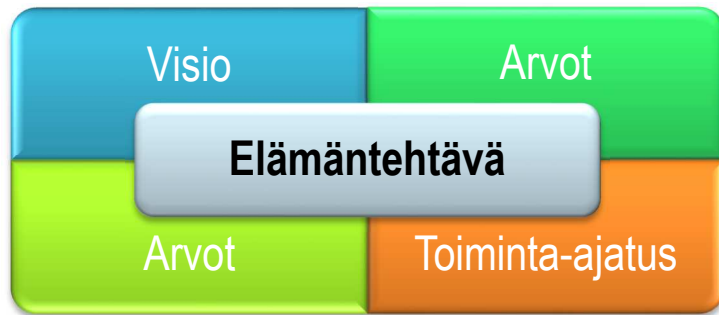 Visio
Arvot
Elämäntehtävä
Arvot
Toiminta-ajatus